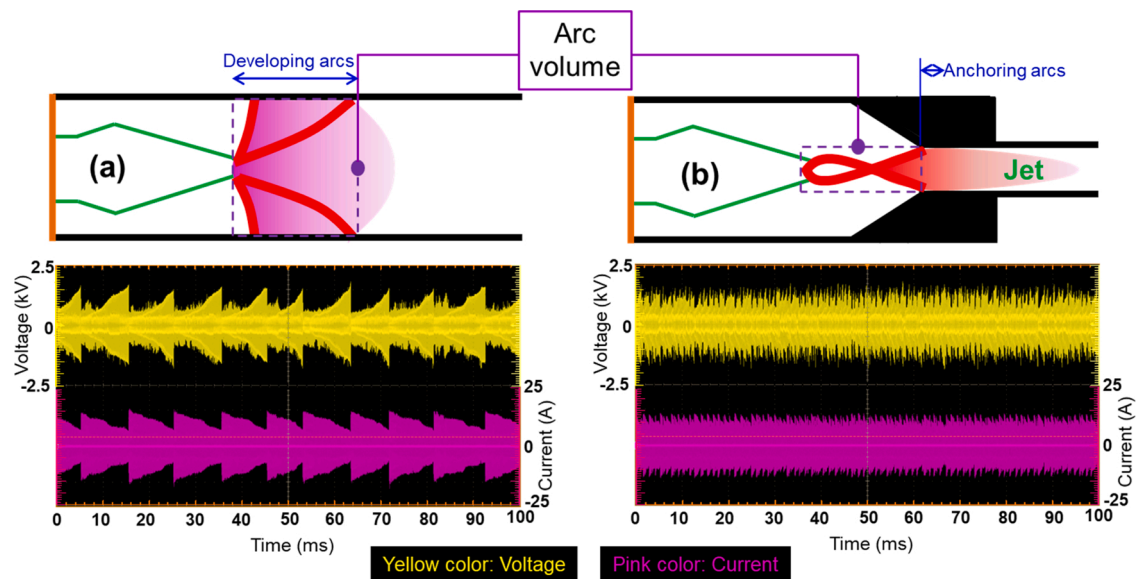 Arc
volume
Developing arcs
Anchoring arcs
(a)
(b)
Jet
2.5
0
-2.5
Voltage (kV)
25
0
-25
Current (A)
0 10 20 30 40 50 60 70 80 90 100
Time (ms)
2.5
0
-2.5
Voltage (kV)
25
0
-25
Current (A)
0 10 20 30 40 50 60 70 80 90 100
Time (ms)
Yellow color: Voltage
Pink color: Current